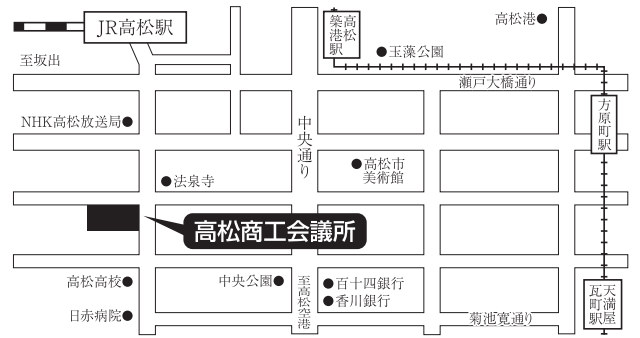 JR高松駅
高松
築港駅
高松港
至坂出
玉藻公園
瀬戸大橋通り
NHK高松放送局
中央通り
片原町駅
高松市
美術館
法泉寺
高松商工会議所
高松高校
中央公園
至高松空港
百十四銀行
香川銀行
天満屋
瓦町駅
日赤病院
菊池寛通り